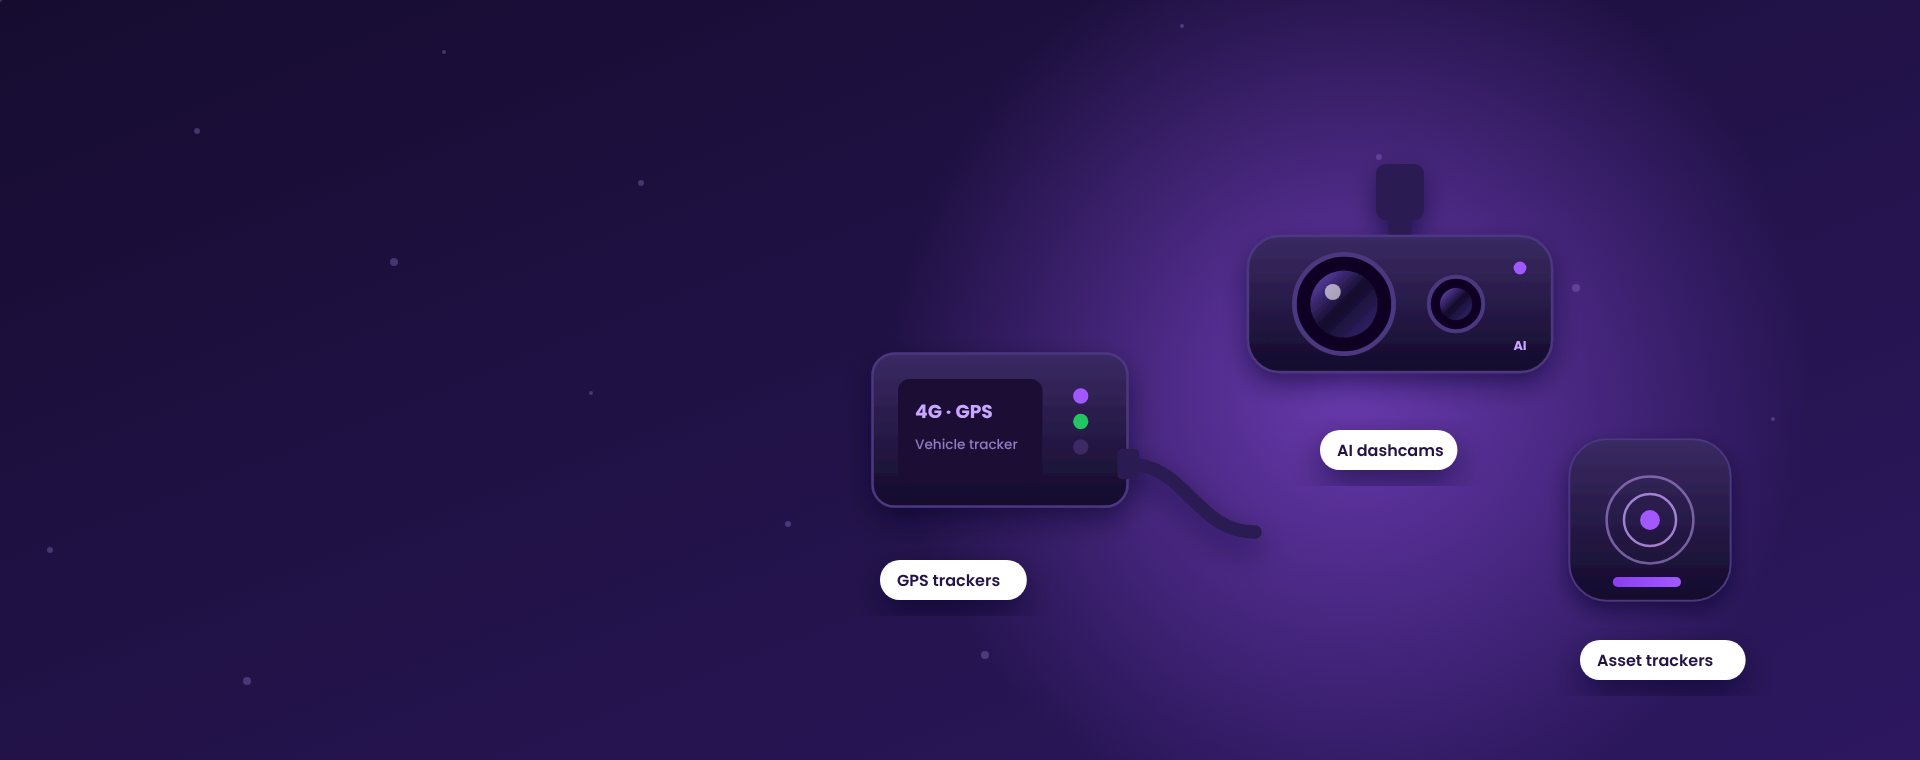 AI
4G · GPS
Vehicle tracker
AI dashcams
GPS trackers
Asset trackers